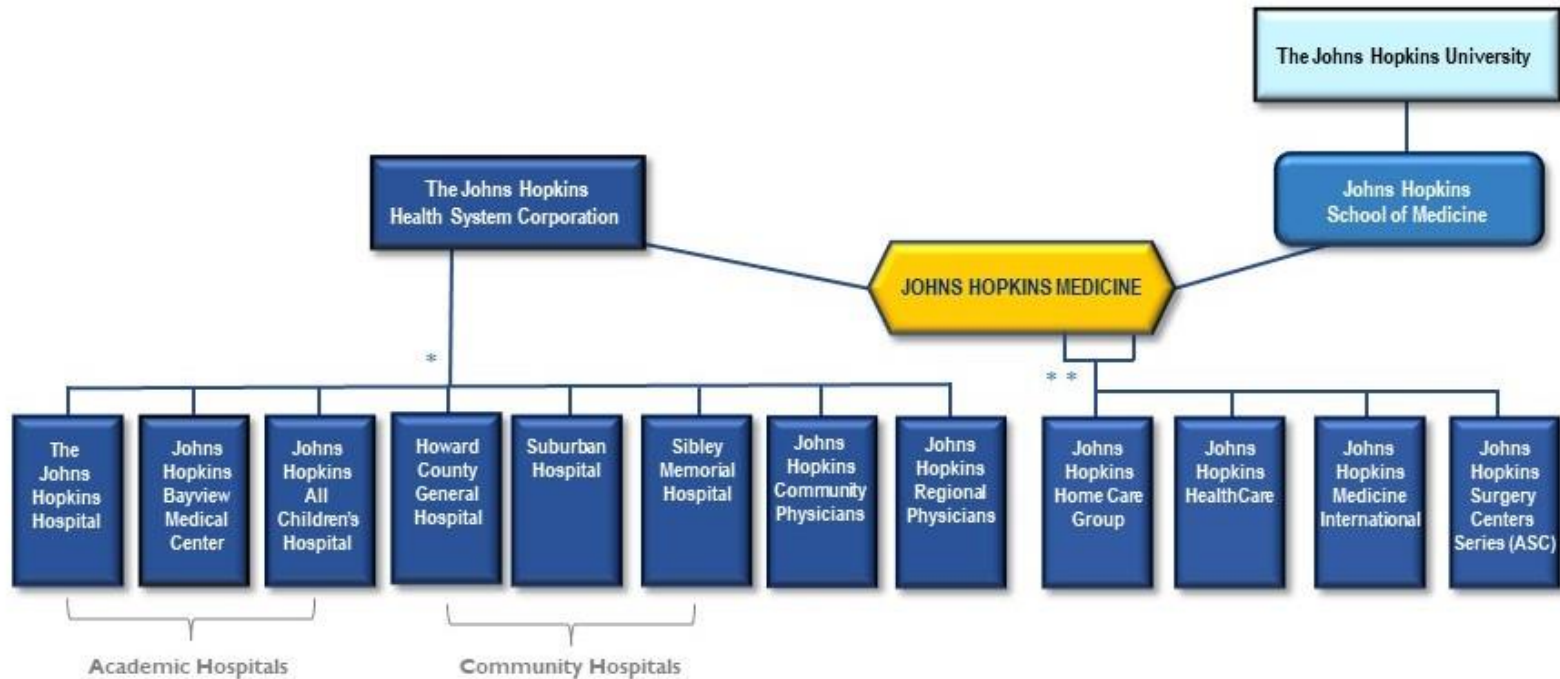 The Johns Hopkins University
The Johns Hopkins
Health System Corporation
Johns Hopkins
School of Medicine
JOHNS HOPKINS MEDICINE
*
* *
The
Johns
Hopkins
Hospital
Johns
Hopkins
Bayview
Medical
Center
Johns
Hopkins
All
Children's
Hospital
Howard
County
General
Hospital
Suburban
Hospital
Sibley
Memorial
Hospital
Johns
Hopkins
Community
Physicians
Johns
Hopkins
Regional
Physicians
Johns
Hopkins
Home Care
Group
Johns
Hopkins
HealthCare
Johns
Hopkins
Medicine
International
Johns
Hopkins
Surgery
Centers
Series (ASC)
Academic Hospitals
Community Hospitals